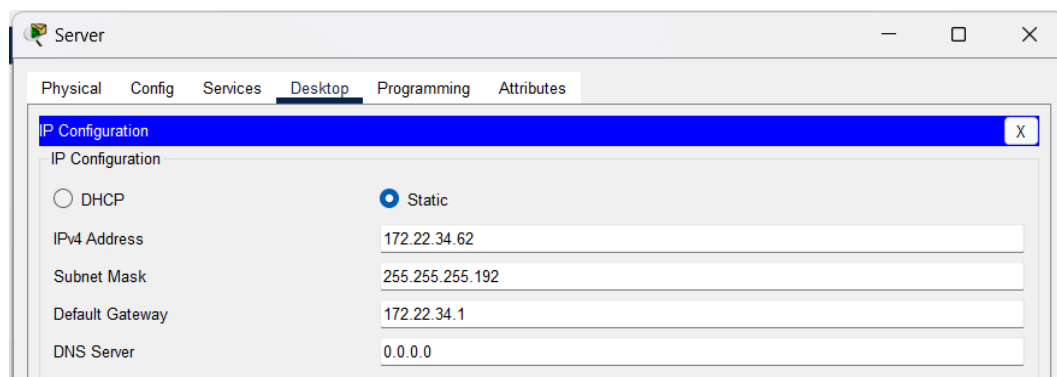 Server
Physical Config Services Desktop Programming Attributes
IP Configuration X
IP Configuration
DHCP Static
IPv4 Address 172.22.34.62
Subnet Mask 255.255.255.192
Default Gateway 172.22.34.1
DNS Server 0.0.0.0